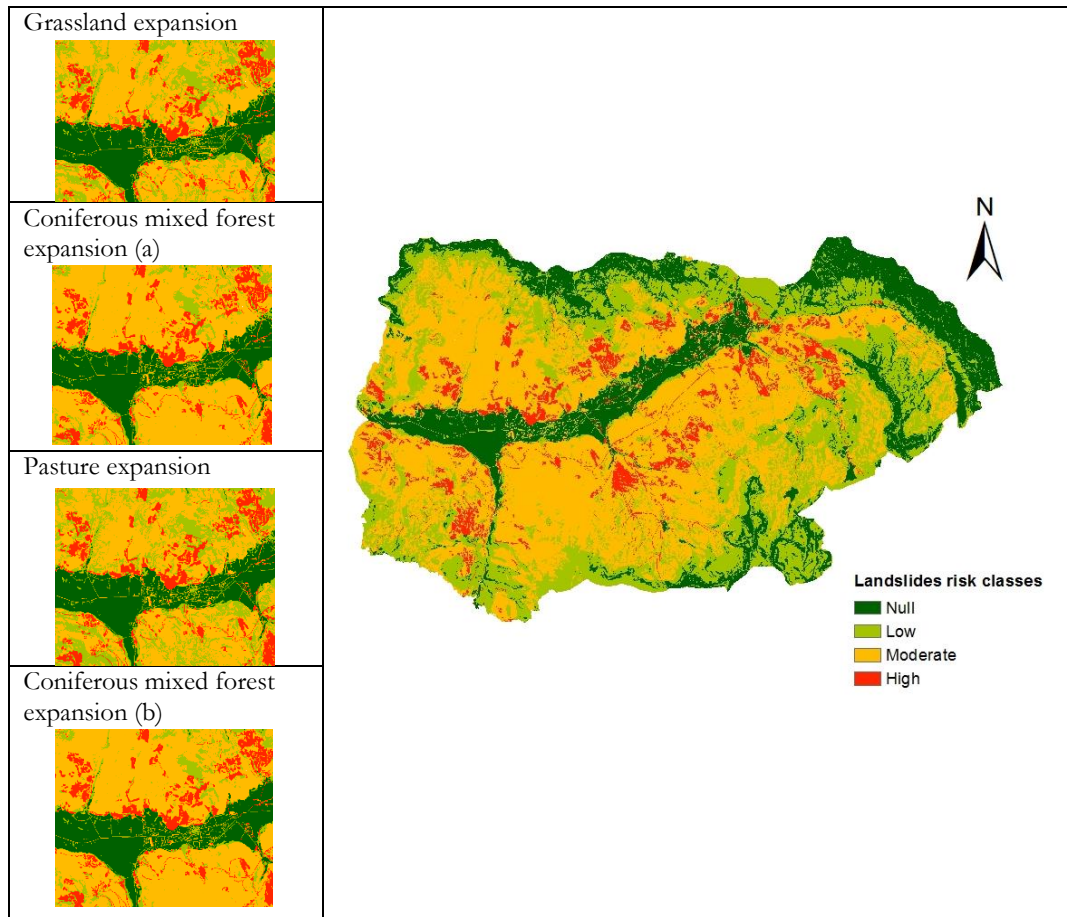 Grassland expansion
Coniferous mixed forest
expansion (a)
Pasture expansion
Coniferous mixed forest
expansion (b)
N
Landslides risk classes
Null
Low
Moderate
High